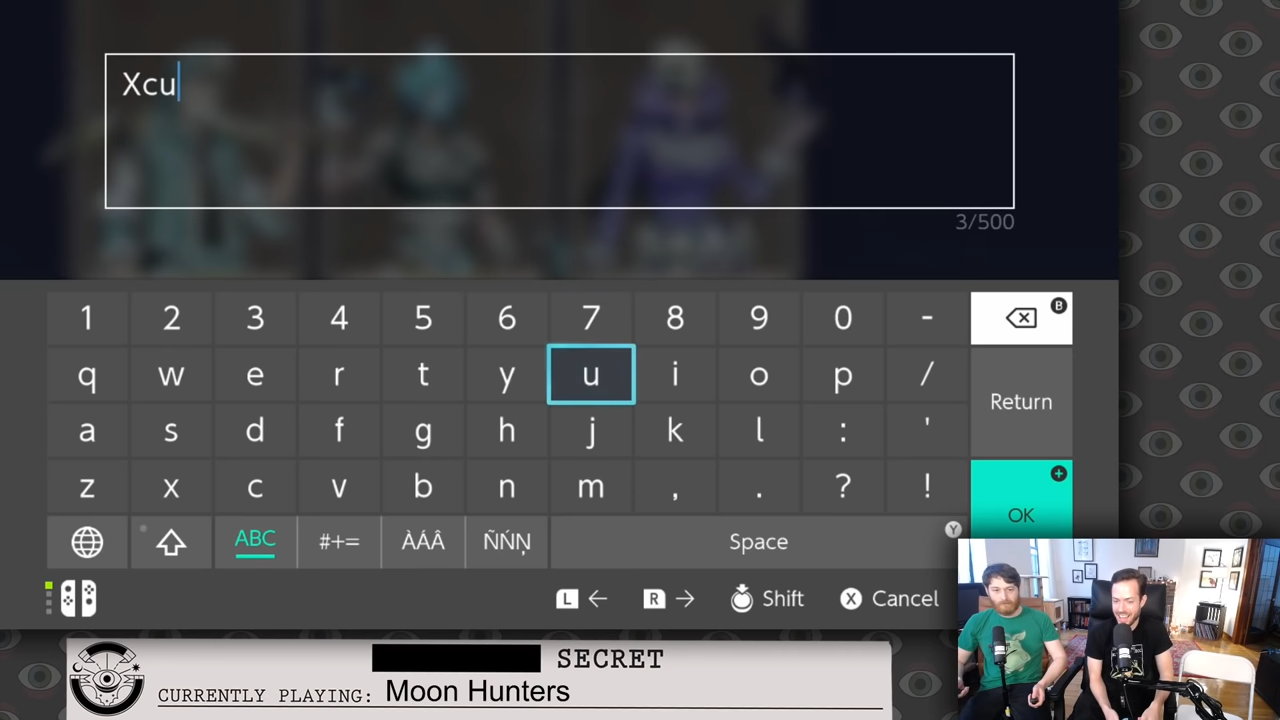 Xcu
3/500
1 2 3 4 5 6 7 8 9 0 - B
q w e r t y u i o p /
Return
a s d f g h j k l : '
z x c v b n m , . ? !
+ OK
ABC #+= ÀÁÂ ÑŃŅ Space Y
L ← R → Shift X Cancel
SECRET
CURRENTLY PLAYING: Moon Hunters